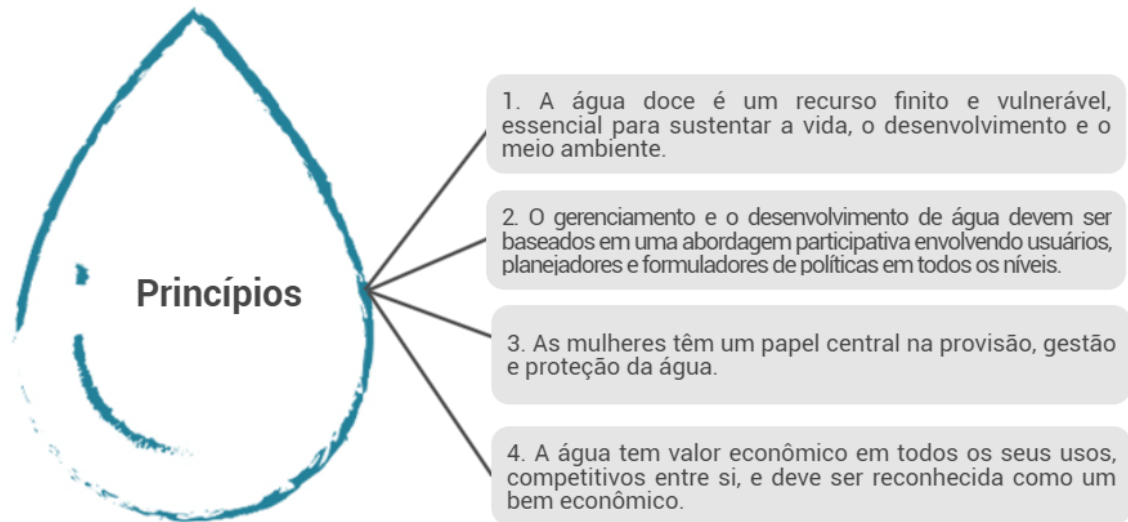 Princípios
1. A água doce é um recurso finito e vulnerável,
essencial para sustentar a vida, o desenvolvimento e o
meio ambiente.
2. O gerenciamento e o desenvolvimento de água devem ser
baseados em uma abordagem participativa envolvendo usuários,
planejadores e formuladores de políticas em todos os níveis.
3. As mulheres têm um papel central na provisão, gestão
e proteção da água.
4. A água tem valor econômico em todos os seus usos,
competitivos entre si, e deve ser reconhecida como um
bem econômico.